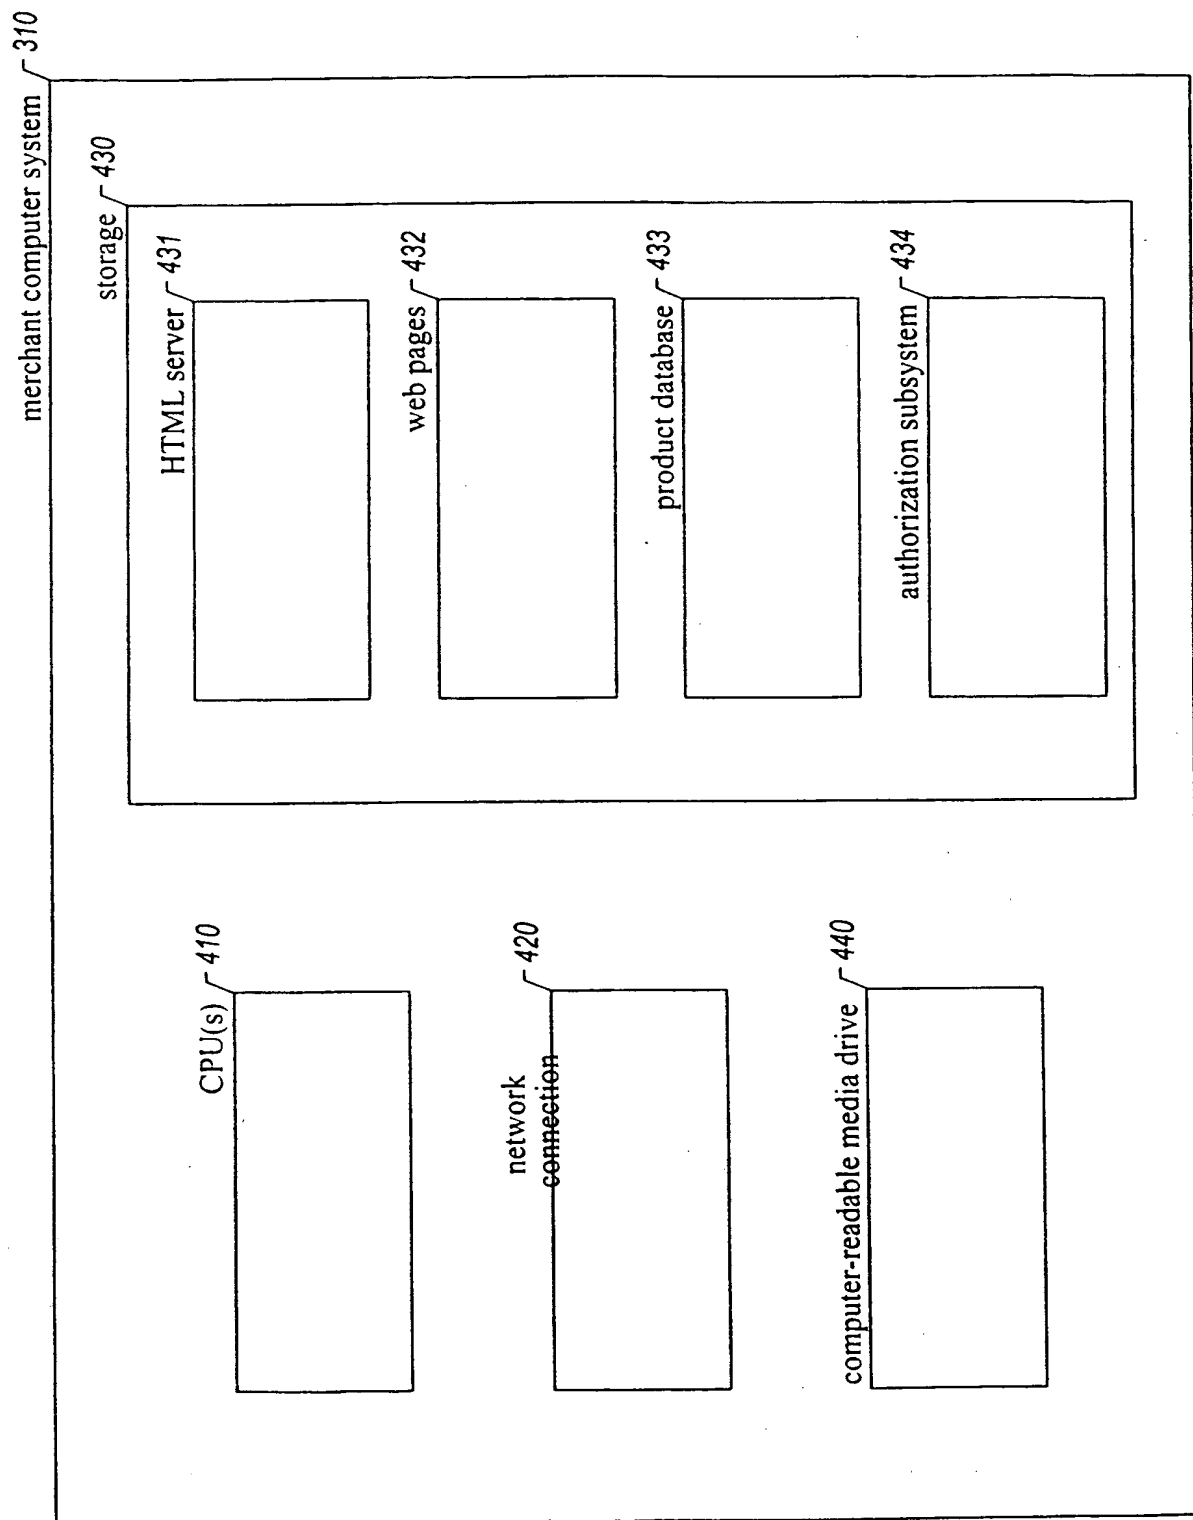 merchant computer system 310
CPU(s) 410
network
connection 420
computer-readable media drive 440
storage 430
HTML server 431
web pages 432
product database 433
authorization subsystem 434